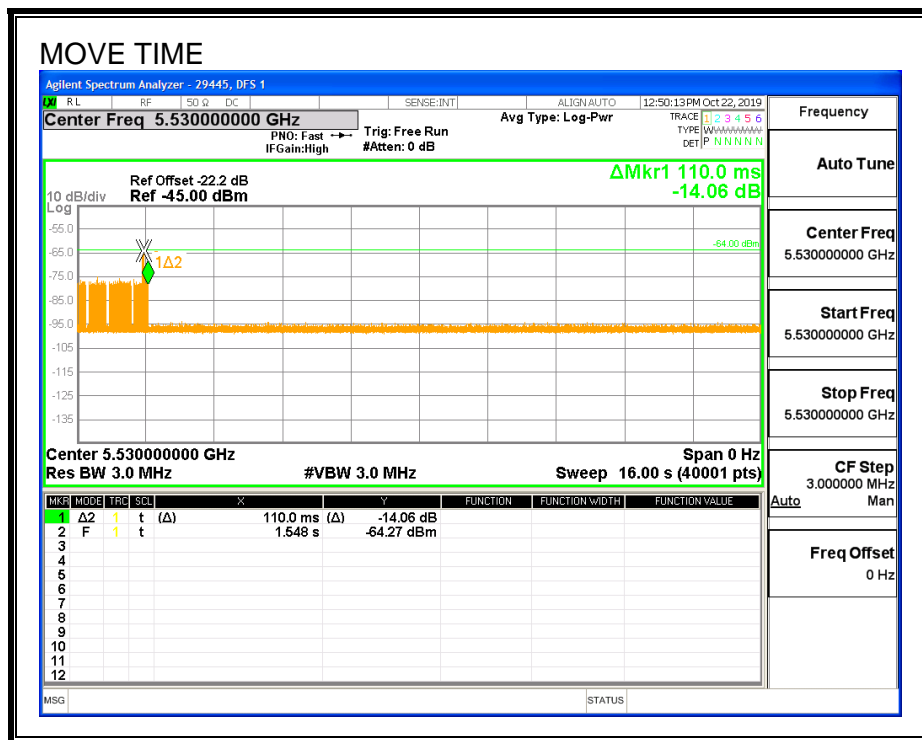 MOVE TIME
Agilent Spectrum Analyzer - 29445, DFS 1
LXI RL RF 50 Ω DC SENSE:INT ALIGN AUTO 12:50:13 PM Oct 22, 2019
Center Freq 5.530000000 GHz
PNO: Fast
IFGain:High
Trig: Free Run
#Atten: 0 dB
Avg Type: Log-Pwr
TRACE 1 2 3 4 5 6
TYPE W
DET P N N N N N
ΔMkr1 110.0 ms
-14.06 dB
Ref Offset -22.2 dB
10 dB/div Ref -45.00 dBm
Log
-55.0
-65.0
-75.0
-85.0
-95.0
-105
-115
-125
-135
-64.00 dBm
1Δ2
Center 5.530000000 GHz Span 0 Hz
Res BW 3.0 MHz #VBW 3.0 MHz Sweep 16.00 s (40001 pts)
MKR MODE TRC SCL X Y FUNCTION FUNCTION WIDTH FUNCTION VALUE
1 Δ2 1 t (Δ) 110.0 ms (Δ) -14.06 dB
2 F 1 t 1.548 s -64.27 dBm
3
4
5
6
7
8
9
10
11
12
MSG STATUS
Frequency
Auto Tune
Center Freq
5.530000000 GHz
Start Freq
5.530000000 GHz
Stop Freq
5.530000000 GHz
CF Step
3.000000 MHz
Auto Man
Freq Offset
0 Hz